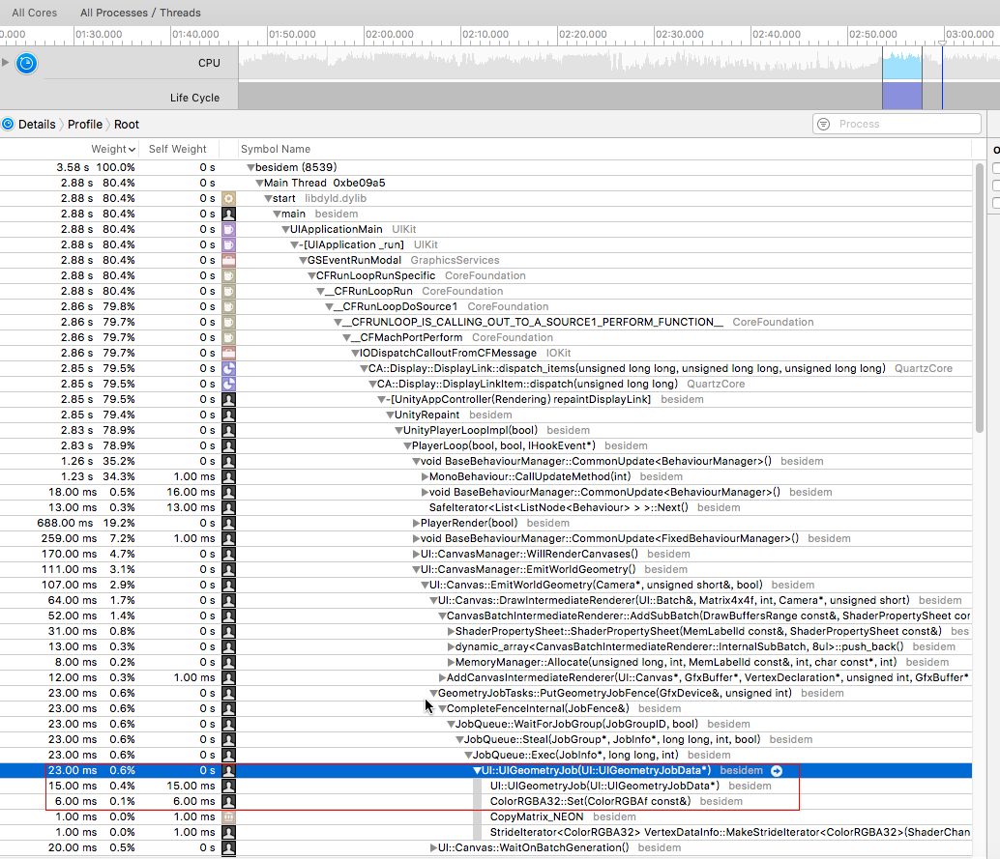 All Cores All Processes / Threads
0.000 01:30.000 01:40.000 01:50.000 02:00.000 02:10.000 02:20.000 02:30.000 02:40.000 02:50.000 03:00.000
CPU
Life Cycle
Details Profile Root Process
Weight Self Weight Symbol Name
3.58 s 100.0% 0 s besidem (8539)
2.88 s 80.4% 0 s Main Thread 0xbe09a5
2.88 s 80.4% 0 s start libdyld.dylib
2.88 s 80.4% 0 s main besidem
2.88 s 80.4% 0 s UIApplicationMain UIKit
2.88 s 80.4% 0 s -[UIApplication _run] UIKit
2.88 s 80.4% 0 s GSEventRunModal GraphicsServices
2.88 s 80.4% 0 s CFRunLoopRunSpecific CoreFoundation
2.88 s 80.4% 0 s __CFRunLoopRun CoreFoundation
2.86 s 79.8% 0 s __CFRunLoopDoSource1 CoreFoundation
2.86 s 79.7% 0 s __CFRUNLOOP_IS_CALLING_OUT_TO_A_SOURCE1_PERFORM_FUNCTION__ CoreFoundation
2.86 s 79.7% 0 s __CFMachPortPerform CoreFoundation
2.86 s 79.7% 0 s IODispatchCalloutFromCFMessage IOKit
2.85 s 79.5% 0 s CA::Display::DisplayLink::dispatch_items(unsigned long long, unsigned long long, unsigned long long) QuartzCore
2.85 s 79.5% 0 s CA::Display::DisplayLinkItem::dispatch(unsigned long long) QuartzCore
2.85 s 79.5% 0 s -[UnityAppController(Rendering) repaintDisplayLink] besidem
2.85 s 79.4% 0 s UnityRepaint besidem
2.83 s 78.9% 0 s UnityPlayerLoopImpl(bool) besidem
2.83 s 78.9% 0 s PlayerLoop(bool, bool, IHookEvent*) besidem
1.26 s 35.2% 0 s void BaseBehaviourManager::CommonUpdate<BehaviourManager>() besidem
1.23 s 34.3% 1.00 ms MonoBehaviour::CallUpdateMethod(int) besidem
18.00 ms 0.5% 16.00 ms void BaseBehaviourManager::CommonUpdate<BehaviourManager>() besidem
13.00 ms 0.3% 13.00 ms SafeIterator<List<ListNode<Behaviour> > >::Next() besidem
688.00 ms 19.2% 0 s PlayerRender(bool) besidem
259.00 ms 7.2% 1.00 ms void BaseBehaviourManager::CommonUpdate<FixedBehaviourManager>() besidem
170.00 ms 4.7% 0 s UI::CanvasManager::WillRenderCanvases() besidem
111.00 ms 3.1% 0 s UI::CanvasManager::EmitWorldGeometry() besidem
107.00 ms 2.9% 0 s UI::Canvas::EmitWorldGeometry(Camera*, unsigned short&, bool) besidem
64.00 ms 1.7% 0 s UI::Canvas::DrawIntermediateRenderer(UI::Batch&, Matrix4x4f, int, Camera*, unsigned short) besidem
52.00 ms 1.4% 0 s CanvasBatchIntermediateRenderer::AddSubBatch(DrawBuffersRange const&, ShaderPropertySheet cor
31.00 ms 0.8% 0 s ShaderPropertySheet::ShaderPropertySheet(MemLabelId const&, ShaderPropertySheet const&) bes
13.00 ms 0.3% 0 s dynamic_array<CanvasBatchIntermediateRenderer::InternalSubBatch, 8ul>::push_back() besidem
8.00 ms 0.2% 0 s MemoryManager::Allocate(unsigned long, int, MemLabelId const&, int, char const*, int) besidem
12.00 ms 0.3% 1.00 ms AddCanvasIntermediateRenderer(UI::Canvas*, GfxBuffer*, VertexDeclaration*, unsigned int, GfxBuffer*
23.00 ms 0.6% 0 s GeometryJobTasks::PutGeometryJobFence(GfxDevice&, unsigned int) besidem
23.00 ms 0.6% 0 s CompleteFenceInternal(JobFence&) besidem
23.00 ms 0.6% 0 s JobQueue::WaitForJobGroup(JobGroupID, bool) besidem
23.00 ms 0.6% 0 s JobQueue::Steal(JobGroup*, JobInfo*, long long, int, bool) besidem
23.00 ms 0.6% 0 s JobQueue::Exec(JobInfo*, long long, int) besidem
23.00 ms 0.6% 0 s UI::UIGeometryJob(UI::UIGeometryJobData*) besidem
15.00 ms 0.4% 15.00 ms UI::UIGeometryJob(UI::UIGeometryJobData*) besidem
6.00 ms 0.1% 6.00 ms ColorRGBA32::Set(ColorRGBAf const&) besidem
1.00 ms 0.0% 1.00 ms CopyMatrix_NEON besidem
1.00 ms 0.0% 1.00 ms StrideIterator<ColorRGBA32> VertexDataInfo::MakeStrideIterator<ColorRGBA32>(ShaderChan
20.00 ms 0.5% 0 s UI::Canvas::WaitOnBatchGeneration() besidem